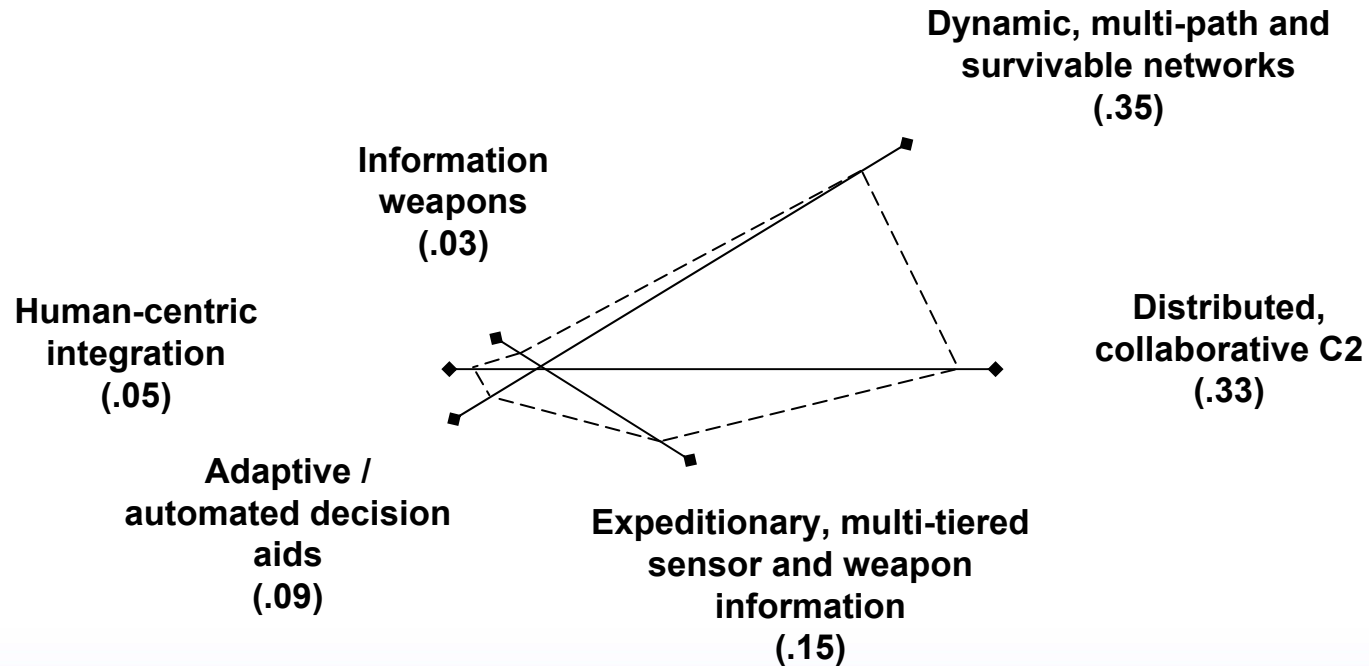 Dynamic, multi-path and
survivable networks
(.35)
Information
weapons
(.03)
Human-centric
integration
(.05)
Distributed,
collaborative C2
(.33)
Adaptive /
automated decision
aids
(.09)
Expeditionary, multi-tiered
sensor and weapon
information
(.15)